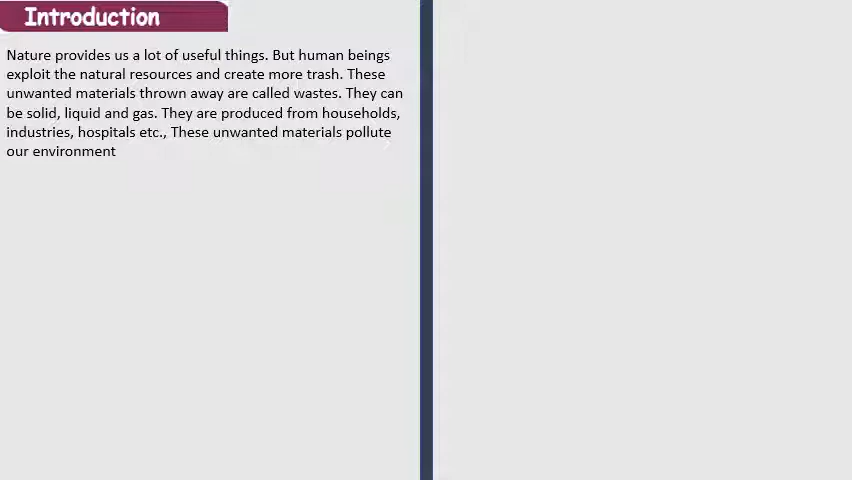 Introduction
Nature provides us a lot of useful things. But human beings
exploit the natural resources and create more trash. These
unwanted materials thrown away are called wastes. They can
be solid, liquid and gas. They are produced from households,
industries, hospitals etc., These unwanted materials pollute
our environment